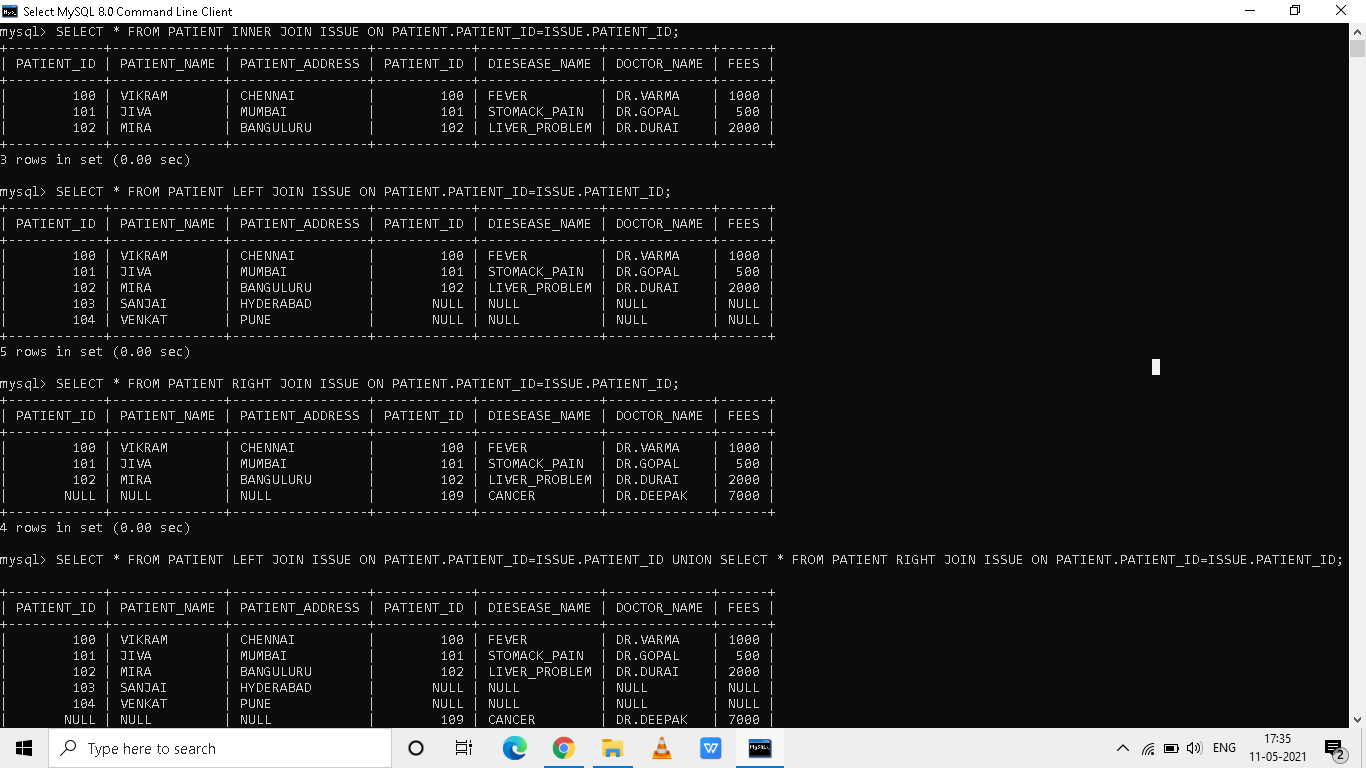 Select MySQL 8.0 Command Line Client
mysql> SELECT * FROM PATIENT INNER JOIN ISSUE ON PATIENT.PATIENT_ID=ISSUE.PATIENT_ID;
+------------+--------------+-----------------+------------+---------------+-------------+------+
| PATIENT_ID | PATIENT_NAME | PATIENT_ADDRESS | PATIENT_ID | DIESEASE_NAME | DOCTOR_NAME | FEES |
+------------+--------------+-----------------+------------+---------------+-------------+------+
|        100 | VIKRAM       | CHENNAI         |        100 | FEVER         | DR.VARMA    | 1000 |
|        101 | JIVA         | MUMBAI          |        101 | STOMACK_PAIN  | DR.GOPAL    |  500 |
|        102 | MIRA         | BANGULURU       |        102 | LIVER_PROBLEM | DR.DURAI    | 2000 |
+------------+--------------+-----------------+------------+---------------+-------------+------+
3 rows in set (0.00 sec)
mysql> SELECT * FROM PATIENT LEFT JOIN ISSUE ON PATIENT.PATIENT_ID=ISSUE.PATIENT_ID;
+------------+--------------+-----------------+------------+---------------+-------------+------+
| PATIENT_ID | PATIENT_NAME | PATIENT_ADDRESS | PATIENT_ID | DIESEASE_NAME | DOCTOR_NAME | FEES |
+------------+--------------+-----------------+------------+---------------+-------------+------+
|        100 | VIKRAM       | CHENNAI         |        100 | FEVER         | DR.VARMA    | 1000 |
|        101 | JIVA         | MUMBAI          |        101 | STOMACK_PAIN  | DR.GOPAL    |  500 |
|        102 | MIRA         | BANGULURU       |        102 | LIVER_PROBLEM | DR.DURAI    | 2000 |
|        103 | SANJAI       | HYDERABAD       |       NULL | NULL          | NULL        | NULL |
|        104 | VENKAT       | PUNE            |       NULL | NULL          | NULL        | NULL |
+------------+--------------+-----------------+------------+---------------+-------------+------+
5 rows in set (0.00 sec)
mysql> SELECT * FROM PATIENT RIGHT JOIN ISSUE ON PATIENT.PATIENT_ID=ISSUE.PATIENT_ID;
+------------+--------------+-----------------+------------+---------------+-------------+------+
| PATIENT_ID | PATIENT_NAME | PATIENT_ADDRESS | PATIENT_ID | DIESEASE_NAME | DOCTOR_NAME | FEES |
+------------+--------------+-----------------+------------+---------------+-------------+------+
|        100 | VIKRAM       | CHENNAI         |        100 | FEVER         | DR.VARMA    | 1000 |
|        101 | JIVA         | MUMBAI          |        101 | STOMACK_PAIN  | DR.GOPAL    |  500 |
|        102 | MIRA         | BANGULURU       |        102 | LIVER_PROBLEM | DR.DURAI    | 2000 |
|       NULL | NULL         | NULL            |        109 | CANCER        | DR.DEEPAK   | 7000 |
+------------+--------------+-----------------+------------+---------------+-------------+------+
4 rows in set (0.00 sec)
mysql> SELECT * FROM PATIENT LEFT JOIN ISSUE ON PATIENT.PATIENT_ID=ISSUE.PATIENT_ID UNION SELECT * FROM PATIENT RIGHT JOIN ISSUE ON PATIENT.PATIENT_ID=ISSUE.PATIENT_ID;
+------------+--------------+-----------------+------------+---------------+-------------+------+
| PATIENT_ID | PATIENT_NAME | PATIENT_ADDRESS | PATIENT_ID | DIESEASE_NAME | DOCTOR_NAME | FEES |
+------------+--------------+-----------------+------------+---------------+-------------+------+
|        100 | VIKRAM       | CHENNAI         |        100 | FEVER         | DR.VARMA    | 1000 |
|        101 | JIVA         | MUMBAI          |        101 | STOMACK_PAIN  | DR.GOPAL    |  500 |
|        102 | MIRA         | BANGULURU       |        102 | LIVER_PROBLEM | DR.DURAI    | 2000 |
|        103 | SANJAI       | HYDERABAD       |       NULL | NULL          | NULL        | NULL |
|        104 | VENKAT       | PUNE            |       NULL | NULL          | NULL        | NULL |
|       NULL | NULL         | NULL            |        109 | CANCER        | DR.DEEPAK   | 7000 |
Type here to search
ENG
17:35
11-05-2021
2